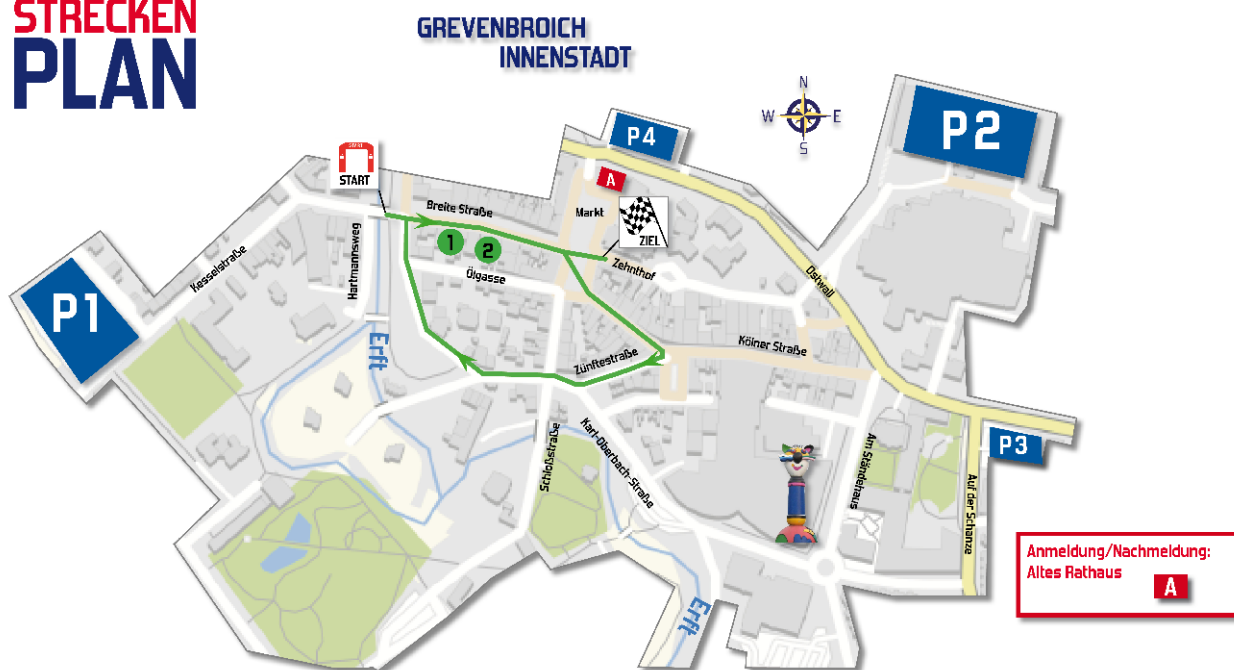 STRECKEN
PLAN
GREVENBROICH
INNENSTADT
N
W
E
S
P4
P2
START
A
Breite Straße
Markt
ZIEL
1
2
Zehnthof
Kesselstraße
Hartmannsweg
Ölgasse
Ostwall
P1
Erft
Kölner Straße
Zünftestraße
Schloßstraße
Karl-Oberbach-Straße
Am Ständehaus
P3
Auf der Schanze
Erft
Anmeldung/Nachmeldung:
Altes Rathaus
A